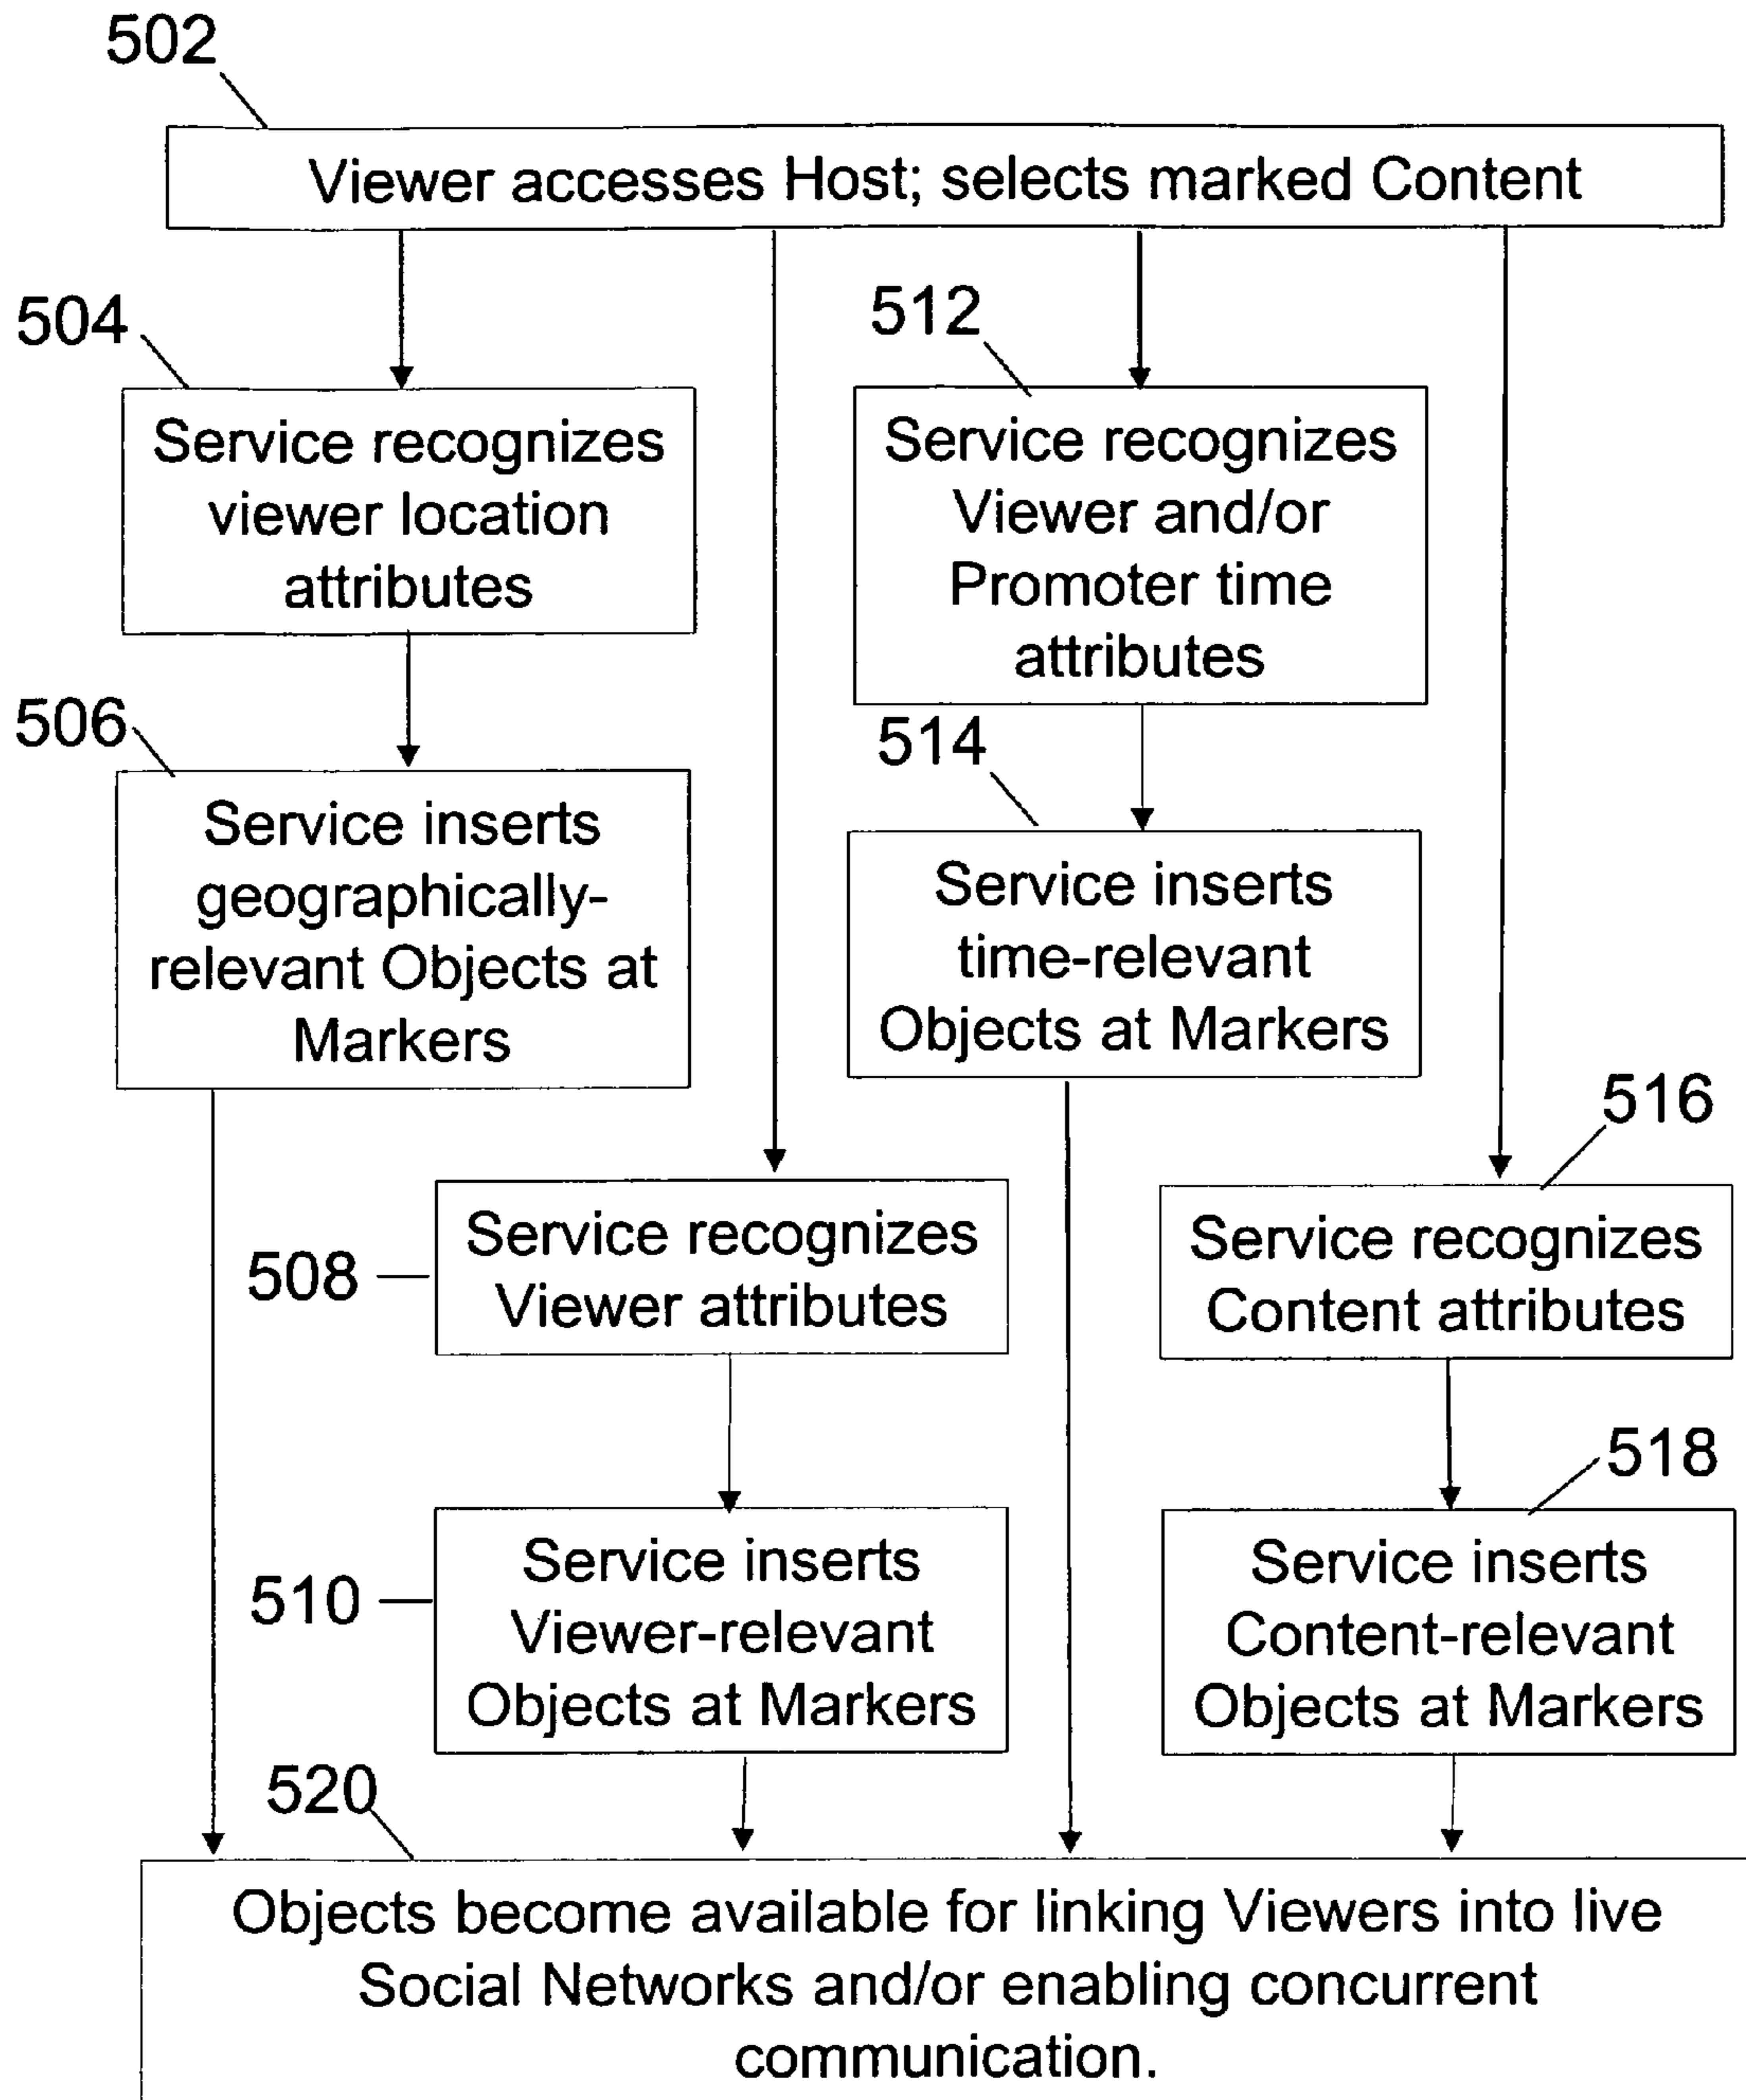 502
Viewer accesses Host; selects marked Content
504
Service recognizes
viewer location
attributes
512
Service recognizes
Viewer and/or
Promoter time
attributes
506
Service inserts
geographically-
relevant Objects at
Markers
514
Service inserts
time-relevant
Objects at Markers
508
Service recognizes
Viewer attributes
516
Service recognizes
Content attributes
510
Service inserts
Viewer-relevant
Objects at Markers
518
Service inserts
Content-relevant
Objects at Markers
520
Objects become available for linking Viewers into live
Social Networks and/or enabling concurrent
communication.